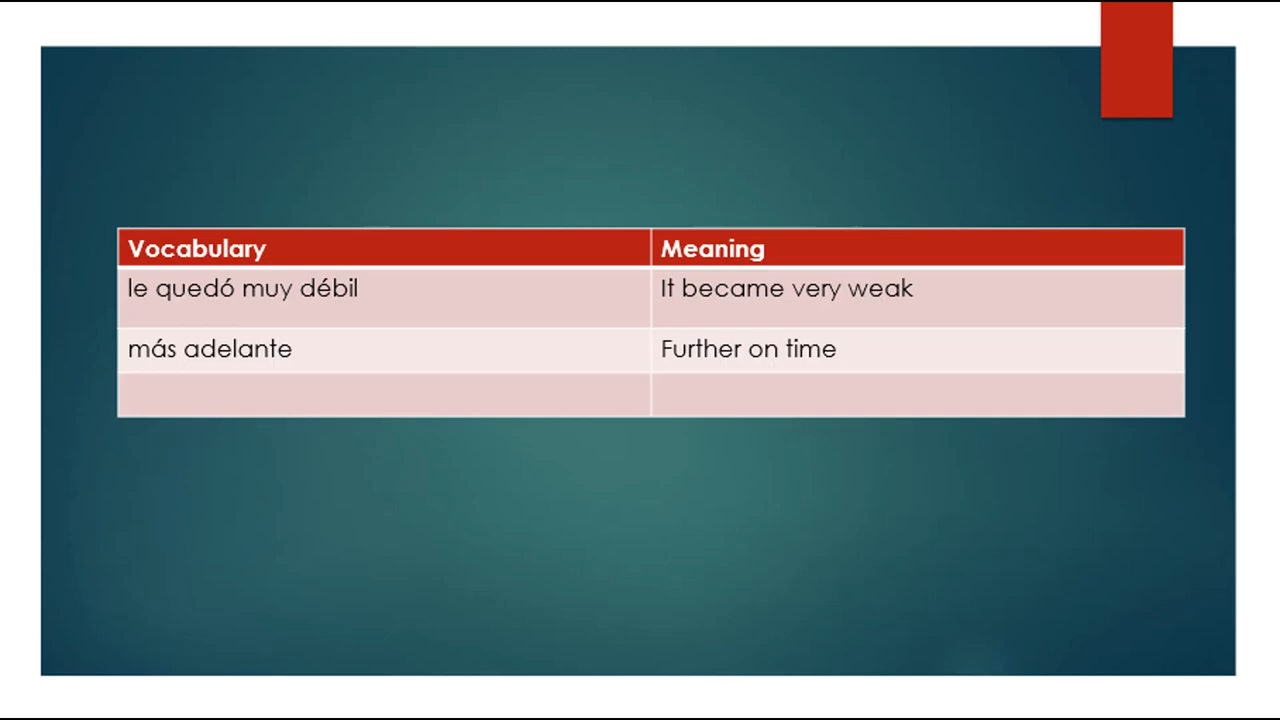 Vocabulary Meaning
le quedó muy débil It became very weak
más adelante Further on time